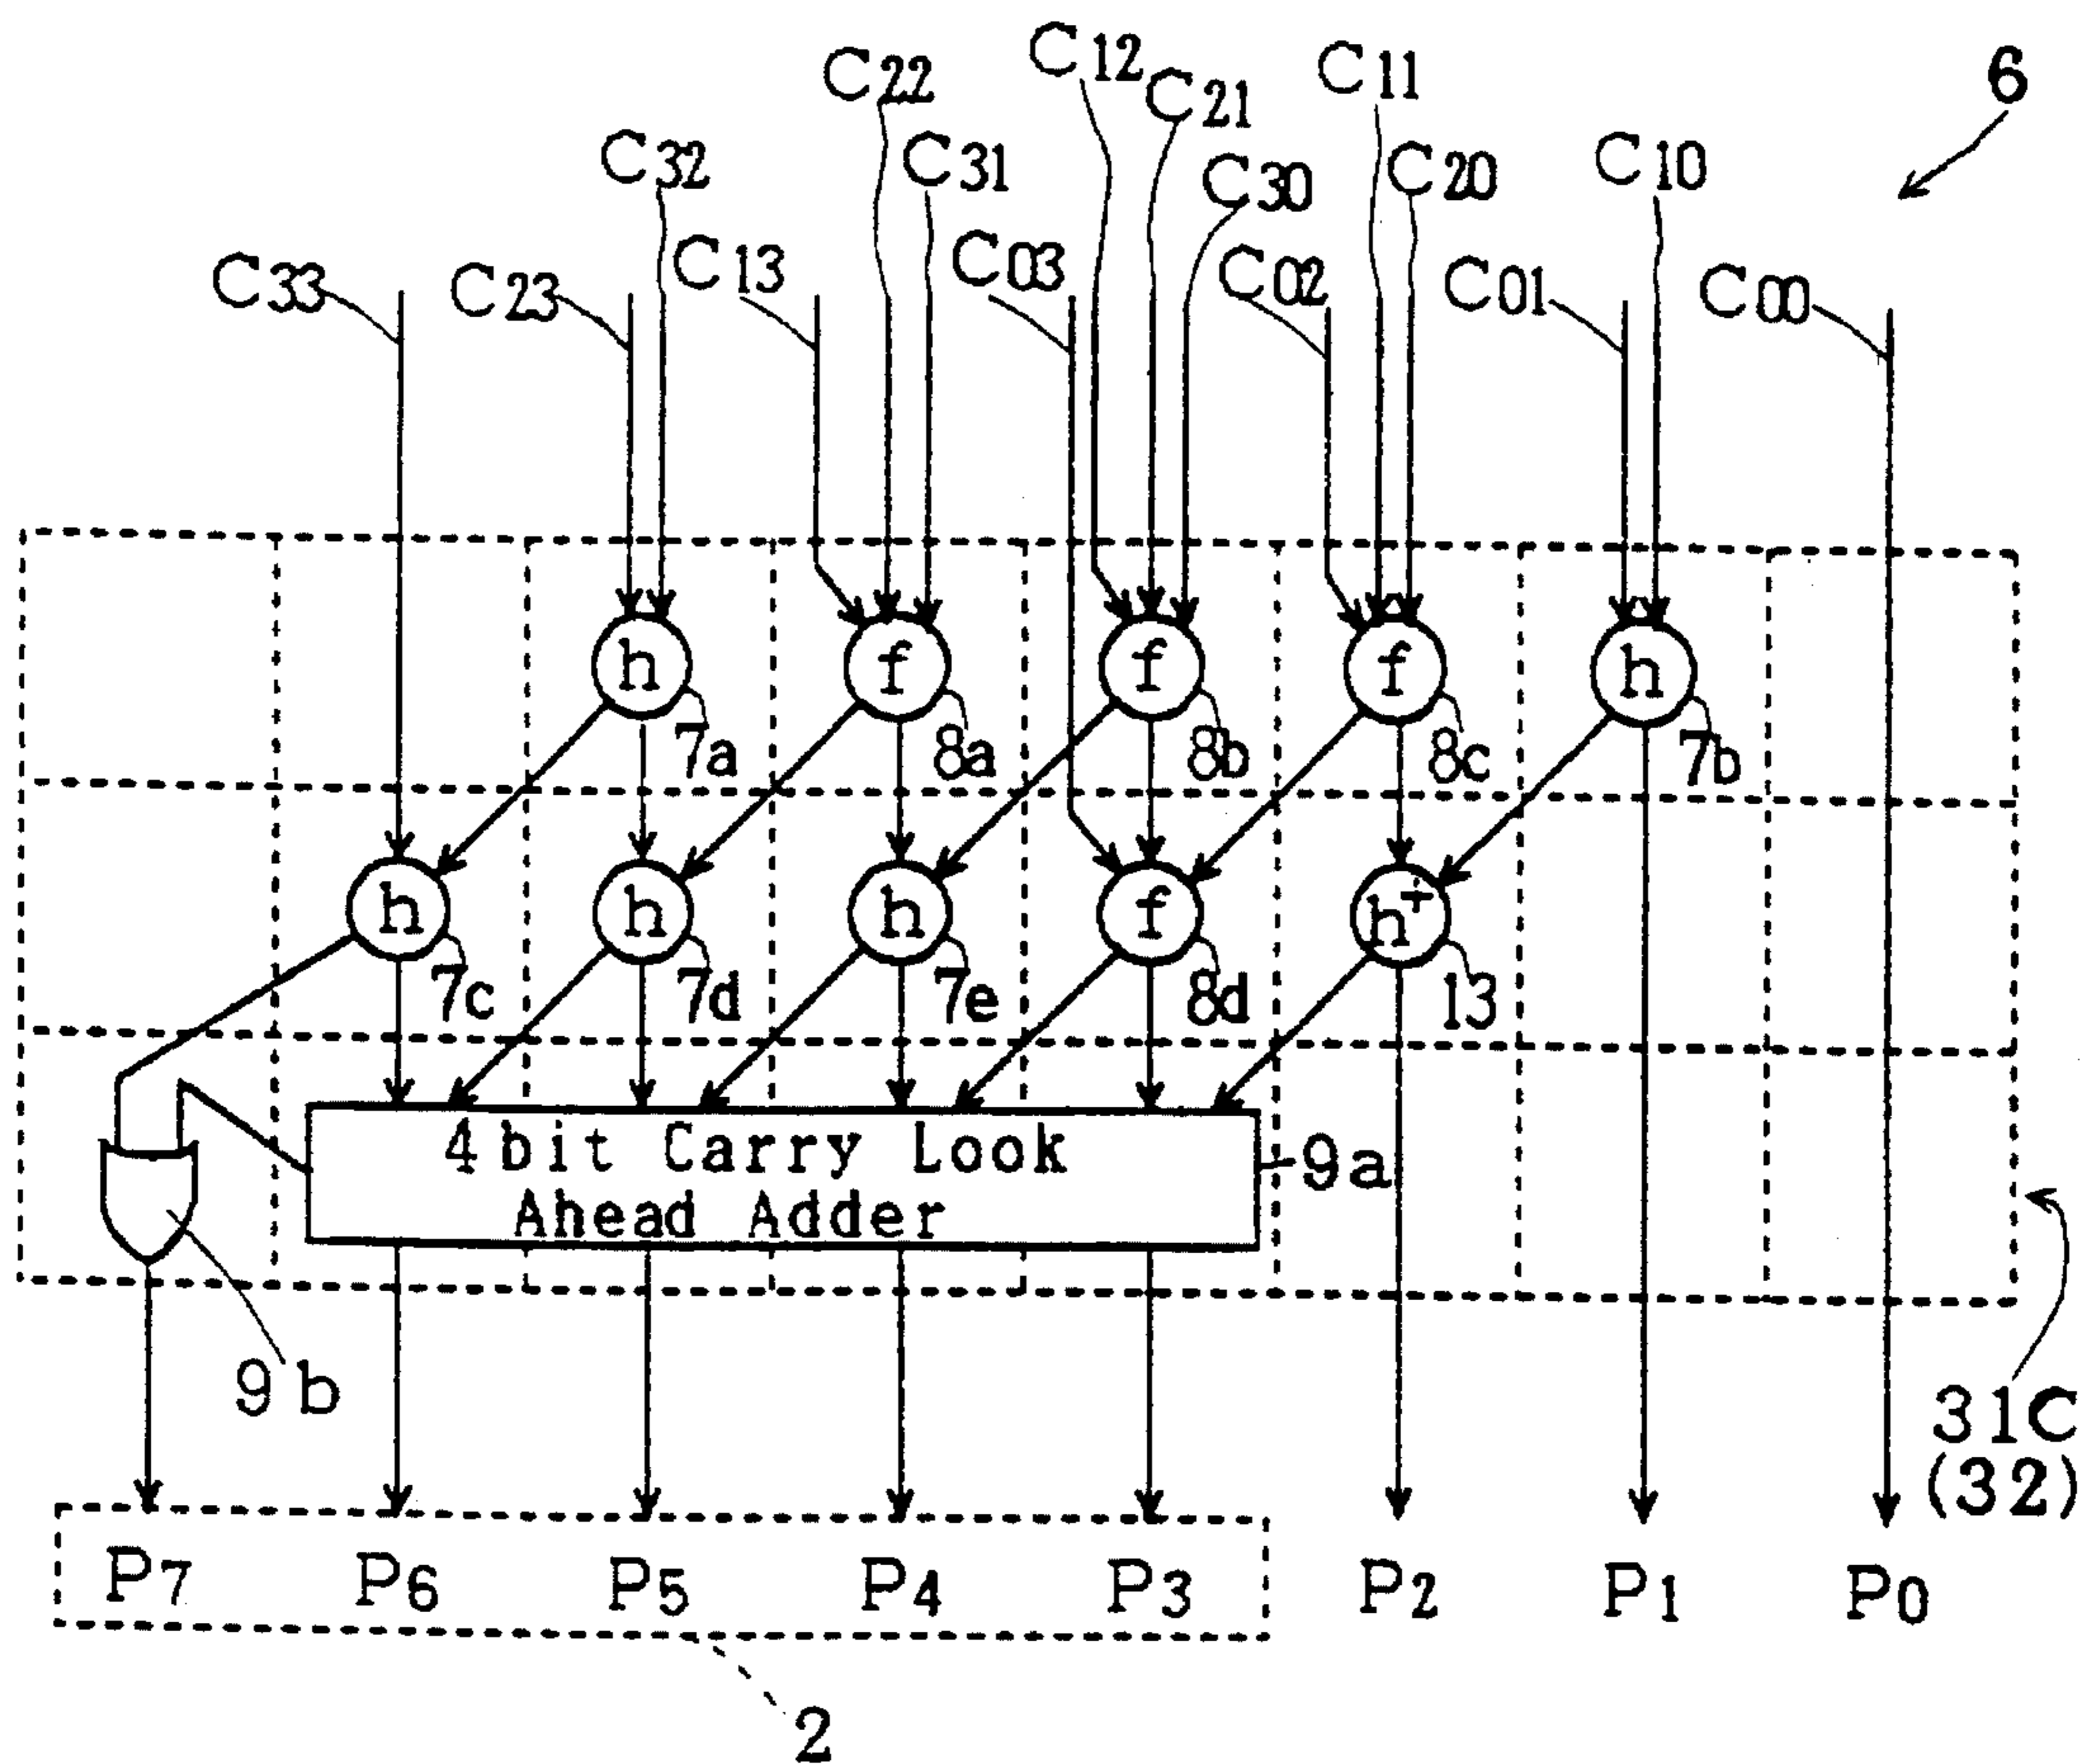 C12 C11 6
C22 C21
C32 C31 C30 C20 C10
C33 C23 C13 C03 C02 C01 C00
h f f f h
7a 8a 8b 8c 7b
h h h f h+
7c 7d 7e 8d 13
4bit Carry Look
Ahead Adder
9a
9b
31C
(32)
P7 P6 P5 P4 P3 P2 P1 P0
2